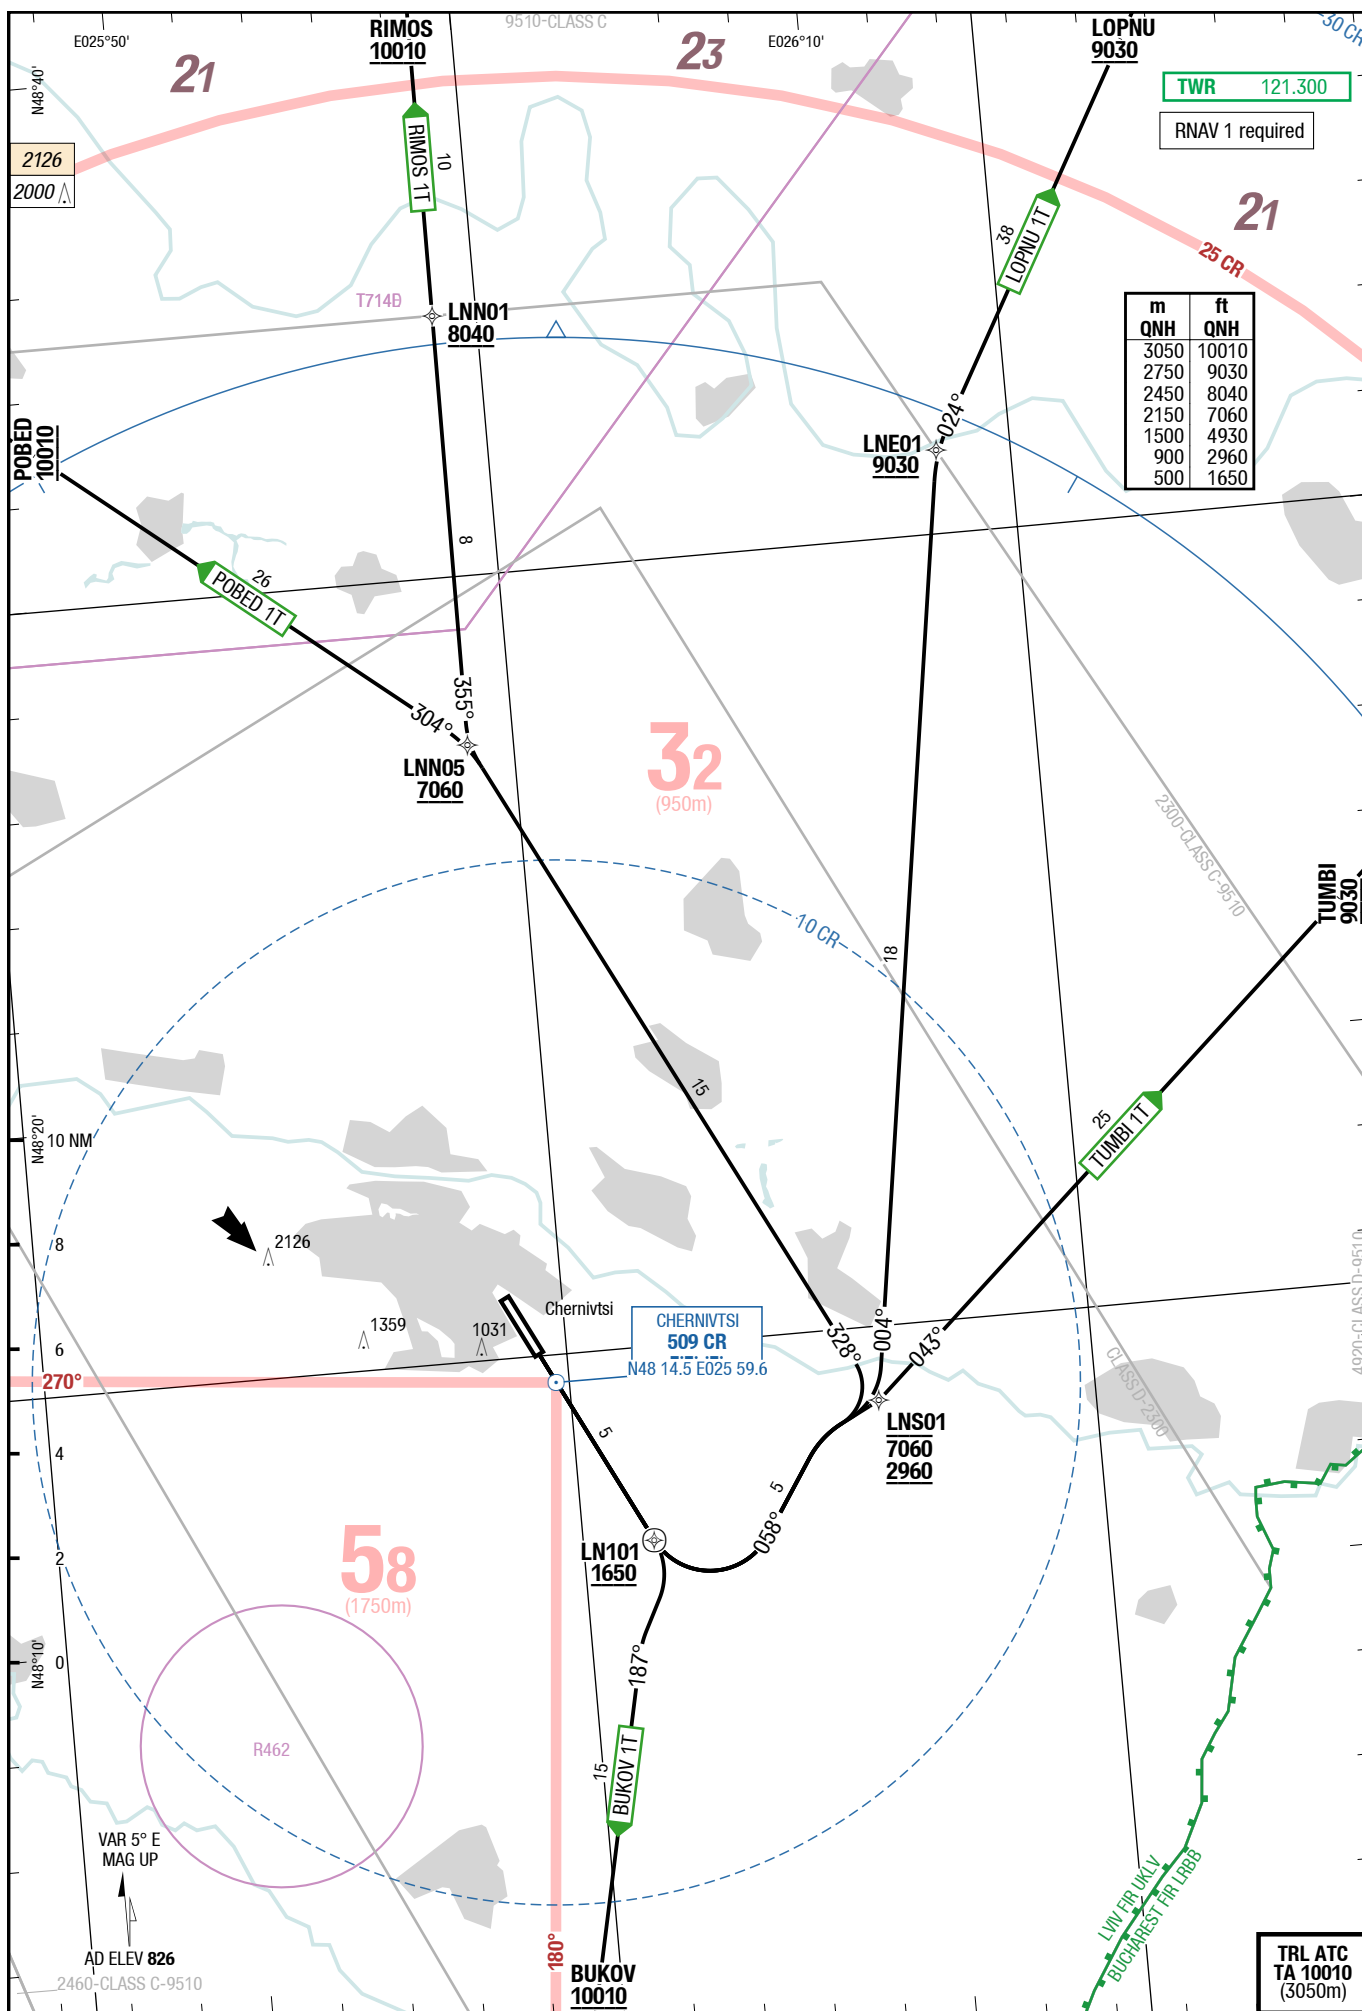 RIMOS
10010
9510-CLASS C
LOPNU
9030
30 CR
E025°50'
21
23
E026°10'
N48°40'
TWR 121.300
RNAV 1 required
2126
2000
RIMOS 1T
10
21
38
LOPNU 1T
25 CR
T714B
LNN01
8040
m ft
QNH QNH
3050 10010
2750 9030
2450 8040
2150 7060
1500 4930
900 2960
500 1650
POBED
10010
024°
LNE01
9030
8
26
POBED 1T
355°
304°
LNN05
7060
32
(950m)
2300-CLASS C-9510
TUMBI
9030
10 CR
18
15
25
TUMBI 1T
N48°20'
10 NM
2126
8
4920-CLASS D-9510
Chernivtsi
1359
1031
6
CHERNIVTSI
509 CR
N48 14.5 E025 59.6
328°
004°
043°
CLASS D-2300
270°
LNS01
7060
2960
5
4
5
058°
LN101
1650
2
58
(1750m)
N48°10'
0
187°
R462
BUKOV 1T
15
VAR 5° E
MAG UP
LVIV FIR UKLV
BUCHAREST FIR LRBB
AD ELEV 826
2460-CLASS C-9510
180°
BUKOV
10010
TRL ATC
TA 10010
(3050m)